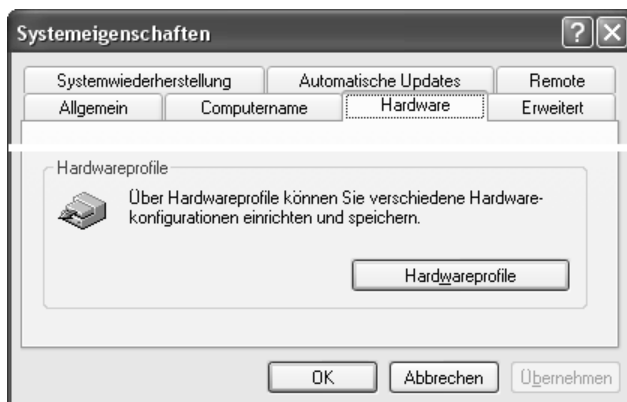 Systemeigenschaften
Systemwiederherstellung Automatische Updates Remote
Allgemein Computername Hardware Erweitert
Hardwareprofile
Über Hardwareprofile können Sie verschiedene Hardware-
konfigurationen einrichten und speichern.
Hardwareprofile
OK Abbrechen Übernehmen